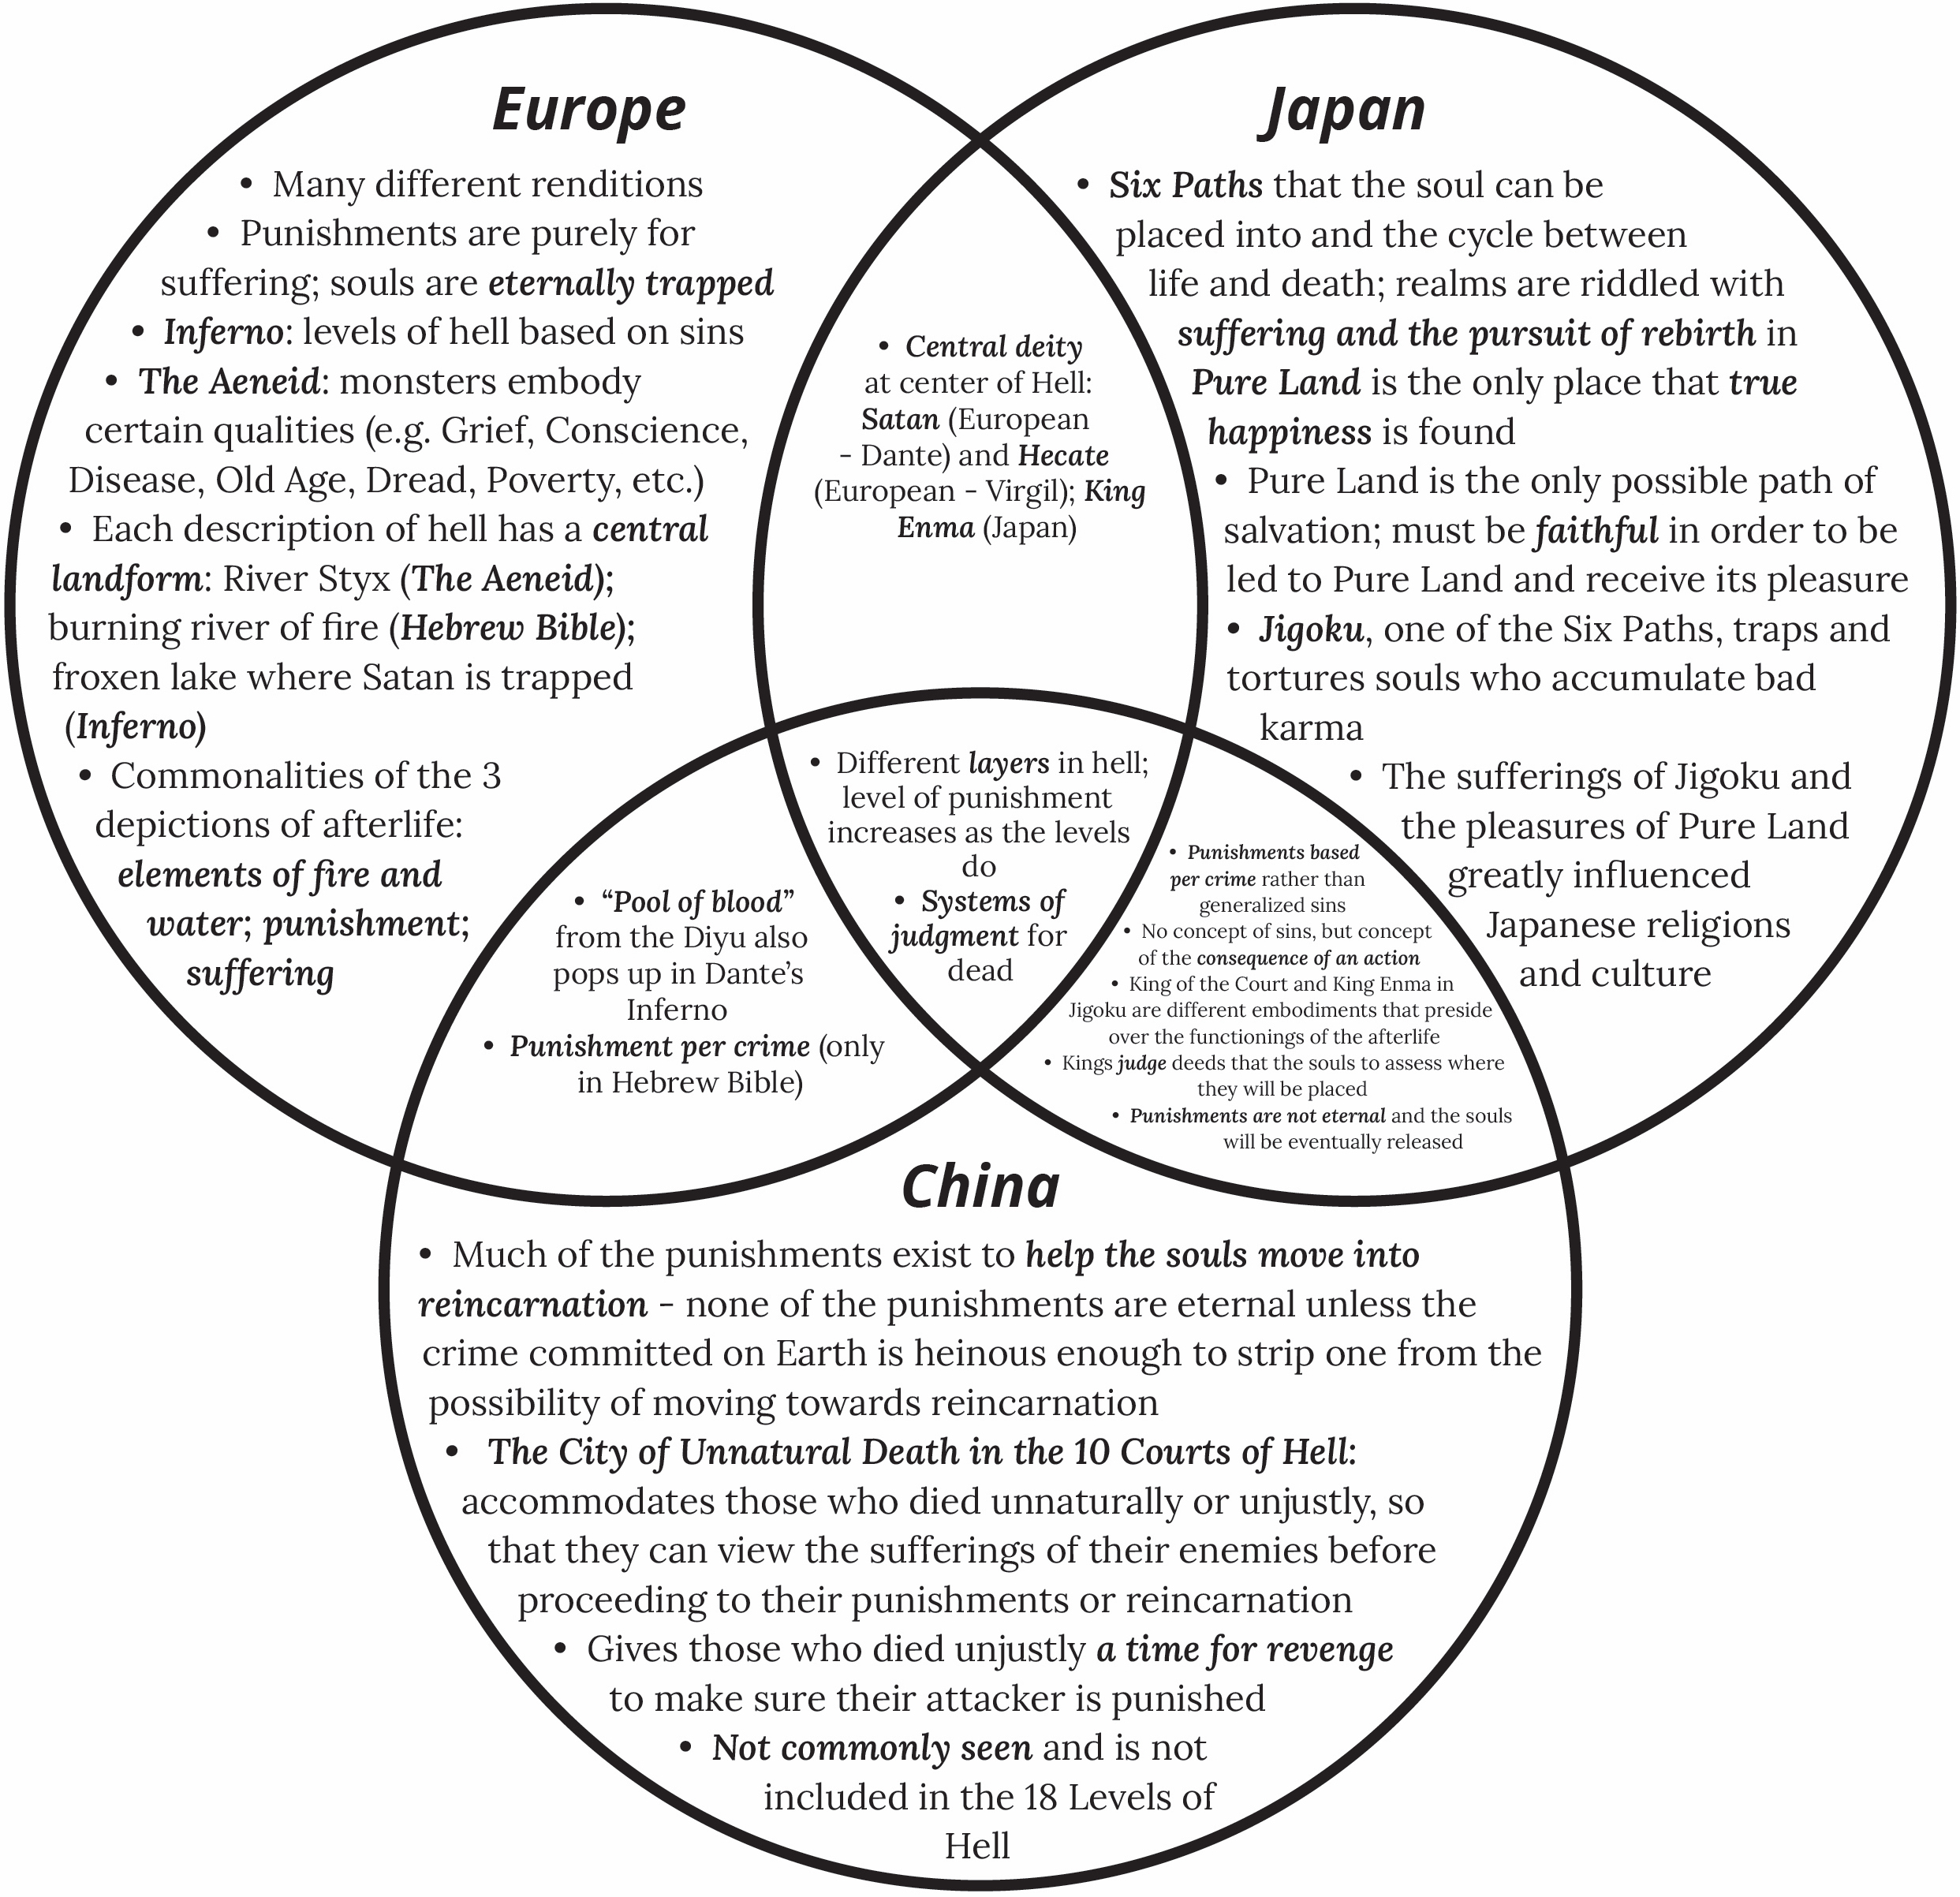 Europe
• Many different renditions
• Punishments are purely for
suffering; souls are eternally trapped
• Inferno: levels of hell based on sins
• The Aeneid: monsters embody
certain qualities (e.g. Grief, Conscience,
Disease, Old Age, Dread, Poverty, etc.)
• Each description of hell has a central
landform: River Styx (The Aeneid);
burning river of fire (Hebrew Bible);
froxen lake where Satan is trapped
(Inferno)
• Commonalities of the 3
depictions of afterlife:
elements of fire and
water; punishment;
suffering
Japan
• Six Paths that the soul can be
placed into and the cycle between
life and death; realms are riddled with
suffering and the pursuit of rebirth in
Pure Land is the only place that true
happiness is found
• Pure Land is the only possible path of
salvation; must be faithful in order to be
led to Pure Land and receive its pleasure
• Jigoku, one of the Six Paths, traps and
tortures souls who accumulate bad
karma
• The sufferings of Jigoku and
the pleasures of Pure Land
greatly influenced
Japanese religions
and culture
• Central deity
at center of Hell:
Satan (European
- Dante) and Hecate
(European - Virgil); King
Enma (Japan)
• Different layers in hell;
level of punishment
increases as the levels
do
• Systems of
judgment for
dead
• “Pool of blood”
from the Diyu also
pops up in Dante’s
Inferno
• Punishment per crime (only
in Hebrew Bible)
• Punishments based
per crime rather than
generalized sins
• No concept of sins, but concept
of the consequence of an action
• King of the Court and King Enma in
Jigoku are different embodiments that preside
over the functionings of the afterlife
• Kings judge deeds that the souls to assess where
they will be placed
• Punishments are not eternal and the souls
will be eventually released
China
• Much of the punishments exist to help the souls move into
reincarnation - none of the punishments are eternal unless the
crime committed on Earth is heinous enough to strip one from the
possibility of moving towards reincarnation
• The City of Unnatural Death in the 10 Courts of Hell:
accommodates those who died unnaturally or unjustly, so
that they can view the sufferings of their enemies before
proceeding to their punishments or reincarnation
• Gives those who died unjustly a time for revenge
to make sure their attacker is punished
• Not commonly seen and is not
included in the 18 Levels of
Hell